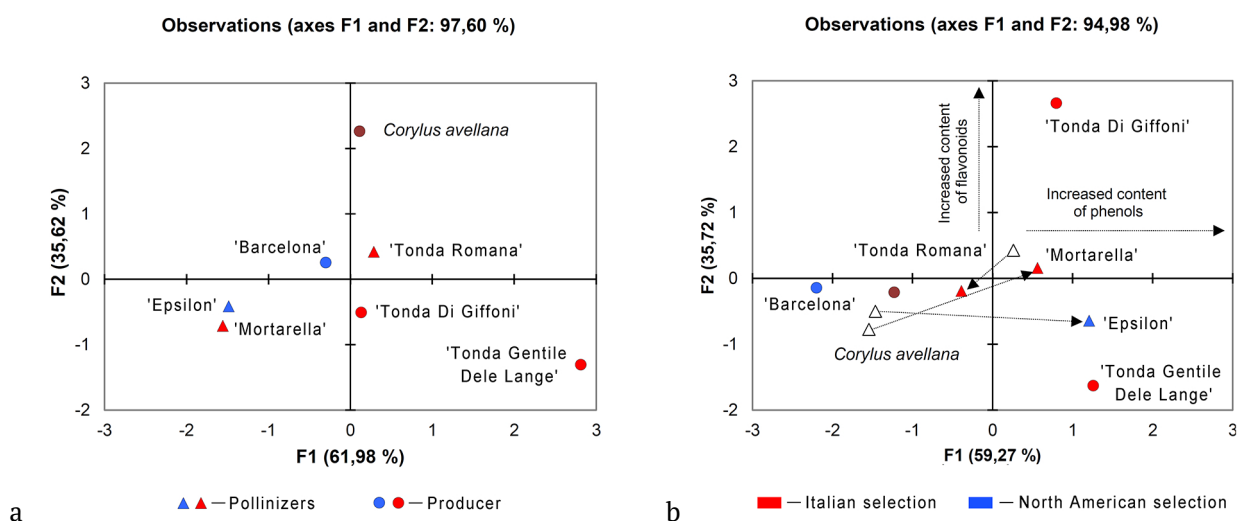 Observations (axes F1 and F2: 97,60 %)
3
2
1
0
-1
-2
-3
-2
-1
0
1
2
3
F2 (35,62 %)
F1 (61,98 %)
Corylus avellana
'Barcelona'
'Tonda Romana'
'Epsilon'
'Mortarella'
'Tonda Di Giffoni'
'Tonda Gentile
Dele Lange'
— Pollinizers
— Producer
a
Observations (axes F1 and F2: 94,98 %)
3
2
1
0
-1
-2
-3
-2
-1
0
1
2
3
F2 (35,72 %)
F1 (59,27 %)
Increased content
of flavonoids
'Tonda Di Giffoni'
Increased content
of phenols
'Tonda Romana'
'Mortarella'
'Barcelona'
'Epsilon'
Corylus avellana
'Tonda Gentile
Dele Lange'
— Italian selection
— North American selection
b